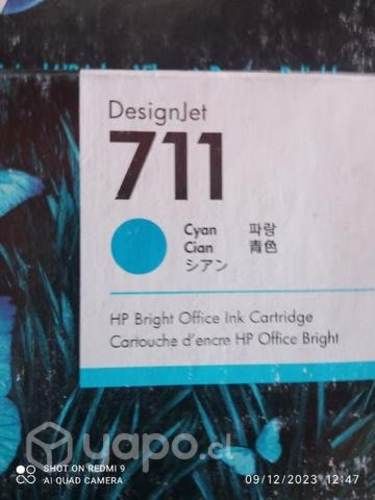 DesignJet
711
Cyan 파랑
Cian 青色
シアン
HP Bright Office Ink Cartridge
Cartouche d'encre HP Office Bright
yapo.cl
SHOT ON REDMI 9
AI QUAD CAMERA
09/12/2023 12:47